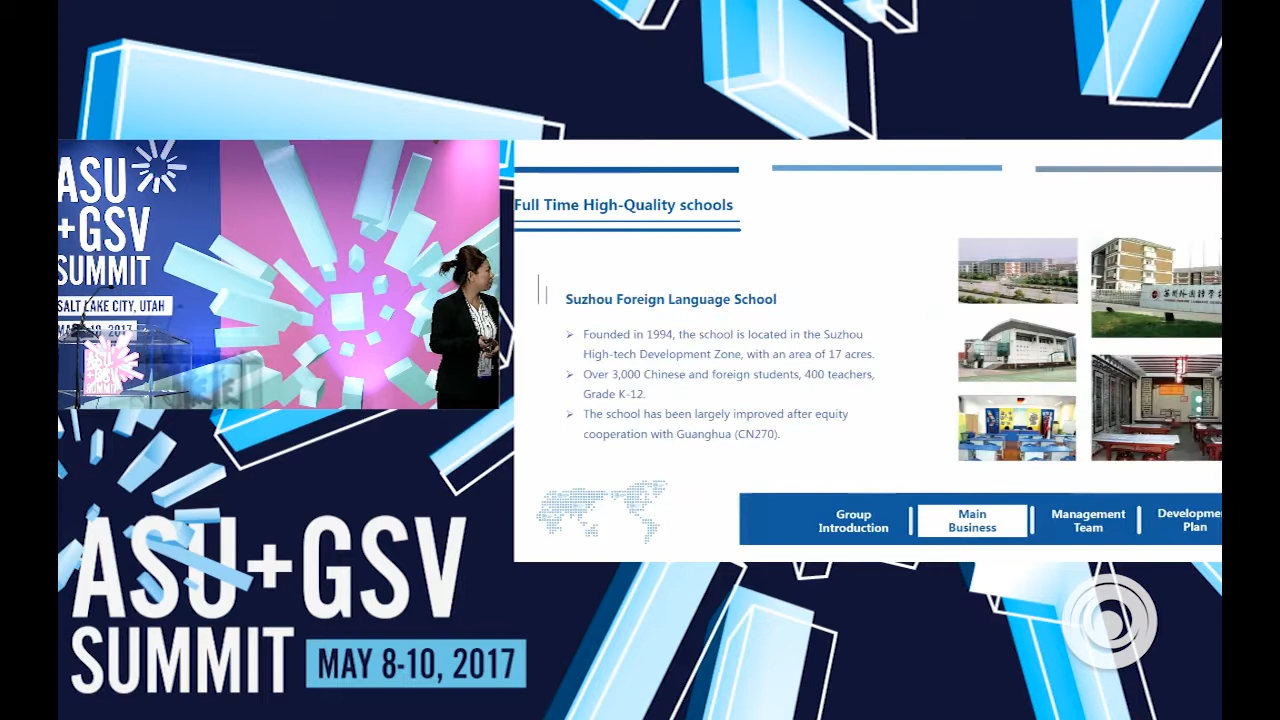 ASU
+GSV
SUMMIT
SALT LAKE CITY, UTAH
ASU+GSV
SUMMIT
MAY 8-10, 2017
Full Time High-Quality schools
Suzhou Foreign Language School
➢ Founded in 1994, the school is located in the Suzhou
High-tech Development Zone, with an area of 17 acres.
➢ Over 3,000 Chinese and foreign students, 400 teachers,
Grade K-12.
➢ The school has been largely improved after equity
cooperation with Guanghua (CN270).
Group
Introduction
Main
Business
Management
Team
Developme
Plan